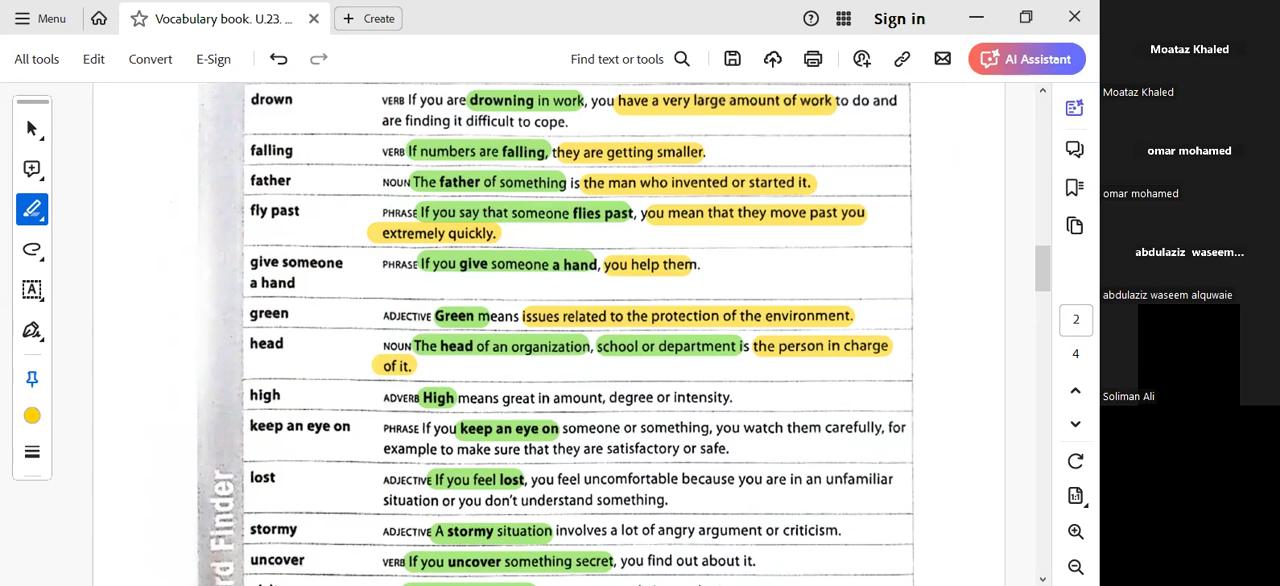 Menu
Vocabulary book. U.23. ...
Create
Sign in
All tools
Edit
Convert
E-Sign
Find text or tools
AI Assistant
drown
VERB If you are drowning in work, you have a very large amount of work to do and
are finding it difficult to cope.
falling
VERB If numbers are falling, they are getting smaller.
father
NOUN The father of something is the man who invented or started it.
fly past
PHRASE If you say that someone flies past, you mean that they move past you
extremely quickly.
give someone
a hand
PHRASE If you give someone a hand, you help them.
green
ADJECTIVE Green means issues related to the protection of the environment.
head
NOUN The head of an organization, school or department is the person in charge
of it.
high
ADVERB High means great in amount, degree or intensity.
keep an eye on
PHRASE If you keep an eye on someone or something, you watch them carefully, for
example to make sure that they are satisfactory or safe.
lost
ADJECTIVE If you feel lost, you feel uncomfortable because you are in an unfamiliar
situation or you don't understand something.
stormy
ADJECTIVE A stormy situation involves a lot of angry argument or criticism.
uncover
VERB If you uncover something secret, you find out about it.
rd Finder
2
4
Moataz Khaled
Moataz Khaled
omar mohamed
omar mohamed
abdulaziz waseem...
abdulaziz waseem alquwaie
Soliman Ali